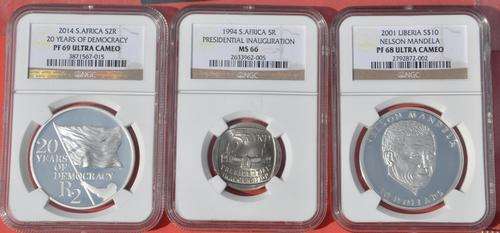 2014 S.AFRICA S2R
20 YEARS OF DEMOCRACY
PF 69 ULTRA CAMEO
3871567-015
NGC
20
YEARS OF
DEMOCRACY
R2
1994 S.AFRICA 5R
PRESIDENTIAL INAUGURATION
MS 66
2633962-005
NGC
2001 LIBERIA S$10
NELSON MANDELA
PF 68 ULTRA CAMEO
2792872-002
NGC
NELSON MANDELA
10 DOLLARS